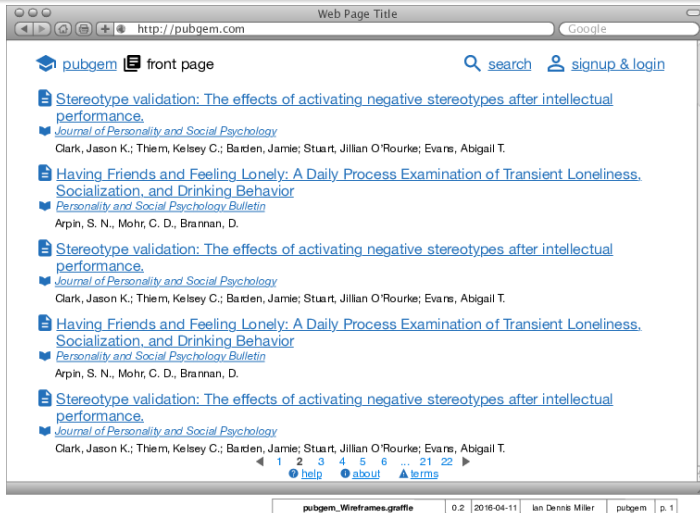 Web Page Title
http://pubgem.com
Google
pubgem front page search signup & login
Stereotype validation: The effects of activating negative stereotypes after intellectual
performance.
Journal of Personality and Social Psychology
Clark, Jason K.; Thiem, Kelsey C.; Barden, Jamie; Stuart, Jillian O'Rourke; Evans, Abigail T.
Having Friends and Feeling Lonely: A Daily Process Examination of Transient Loneliness,
Socialization, and Drinking Behavior
Personality and Social Psychology Bulletin
Arpin, S. N., Mohr, C. D., Brannan, D.
Stereotype validation: The effects of activating negative stereotypes after intellectual
performance.
Journal of Personality and Social Psychology
Clark, Jason K.; Thiem, Kelsey C.; Barden, Jamie; Stuart, Jillian O'Rourke; Evans, Abigail T.
Having Friends and Feeling Lonely: A Daily Process Examination of Transient Loneliness,
Socialization, and Drinking Behavior
Personality and Social Psychology Bulletin
Arpin, S. N., Mohr, C. D., Brannan, D.
Stereotype validation: The effects of activating negative stereotypes after intellectual
performance.
Journal of Personality and Social Psychology
Clark, Jason K.; Thiem, Kelsey C.; Barden, Jamie; Stuart, Jillian O'Rourke; Evans, Abigail T.
1 2 3 4 5 6 ... 21 22
help about terms
pubgem_Wireframes.graffle 0.2 2016-04-11 Ian Dennis Miller pubgem p. 1